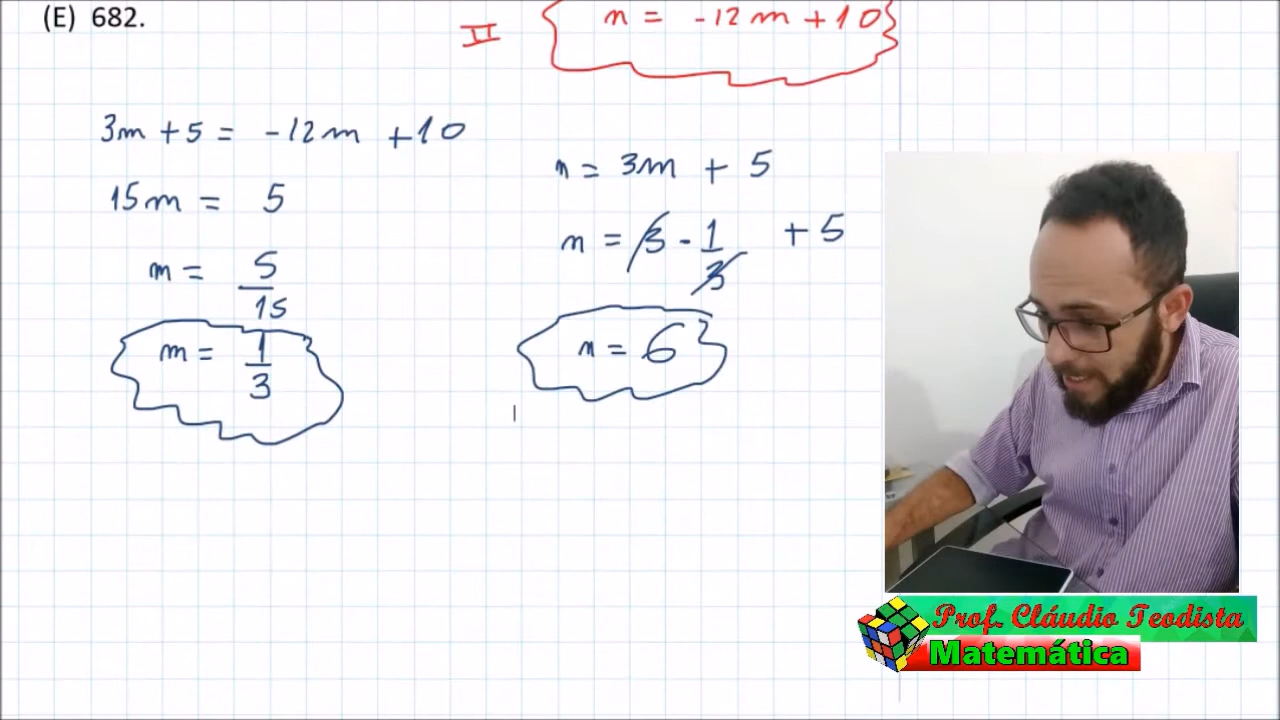 (E) 682.
II n = -12m + 10
3m + 5 = -12m + 10
15m = 5
m = 5/15
m = 1/3
n = 3m + 5
n = 3 - 1/3 + 5
n = 6
Prof. Cláudio Teodista
Matemática